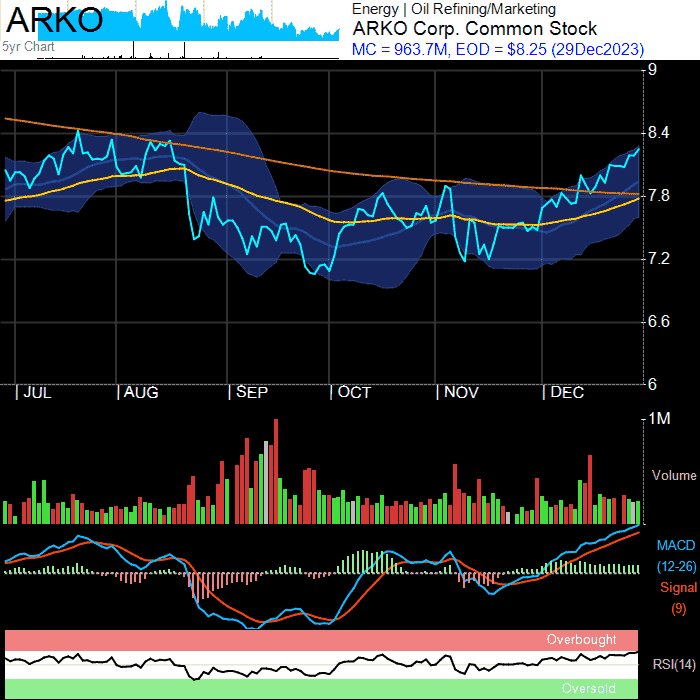 ARKO
5yr Chart
Energy | Oil Refining/Marketing
ARKO Corp. Common Stock
MC = 963.7M, EOD = $8.25 (29Dec2023)
9
8.4
7.8
7.2
6.6
6
JUL AUG SEP OCT NOV DEC
1M
Volume
MACD
(12-26)
Signal
(9)
Overbought
RSI(14)
Oversold